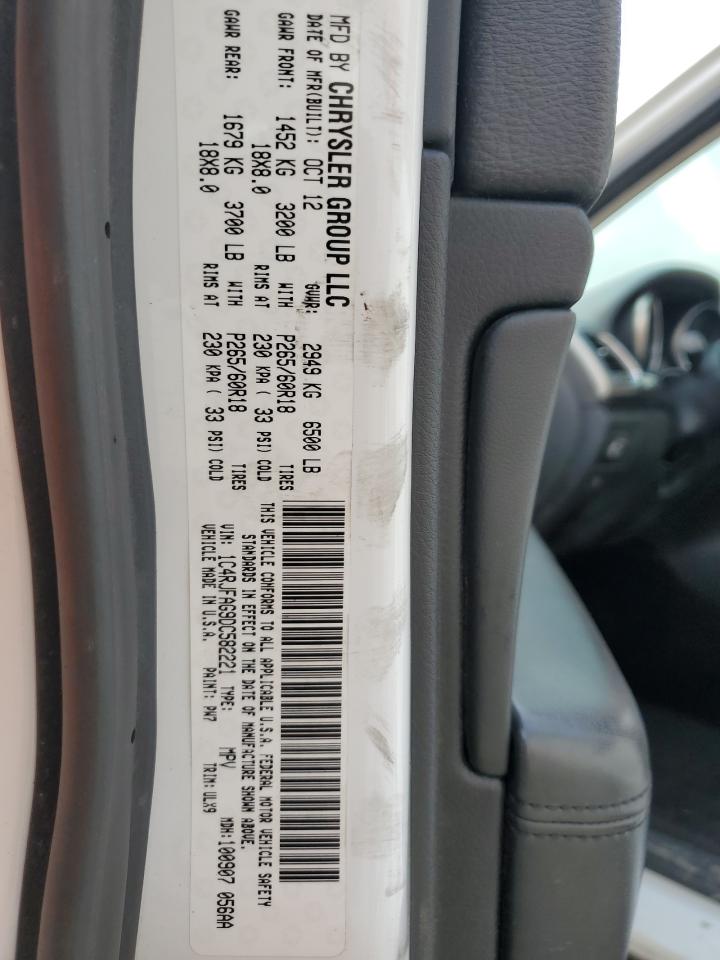 MFD BY CHRYSLER GROUP LLC
DATE OF MFR(BUILT): OCT 12 GVWR: 2949 KG 6500 LB
GAWR FRONT: 1452 KG 3200 LB WITH P265/60R18 TIRES
18X8.0 RIMS AT 230 KPA ( 33 PSI) COLD
GAWR REAR: 1679 KG 3700 LB WITH P265/60R18 TIRES
18X8.0 RIMS AT 230 KPA ( 33 PSI) COLD
THIS VEHICLE CONFORMS TO ALL APPLICABLE U.S.A. FEDERAL MOTOR VEHICLE SAFETY
STANDARDS IN EFFECT ON THE DATE OF MANUFACTURE SHOWN ABOVE.
VIN: 1C4RJFAG9DC582221 TYPE: MPV MDH:100907 056AA
VEHICLE MADE IN U.S.A. PAINT: PW7 TRIM:ULX9